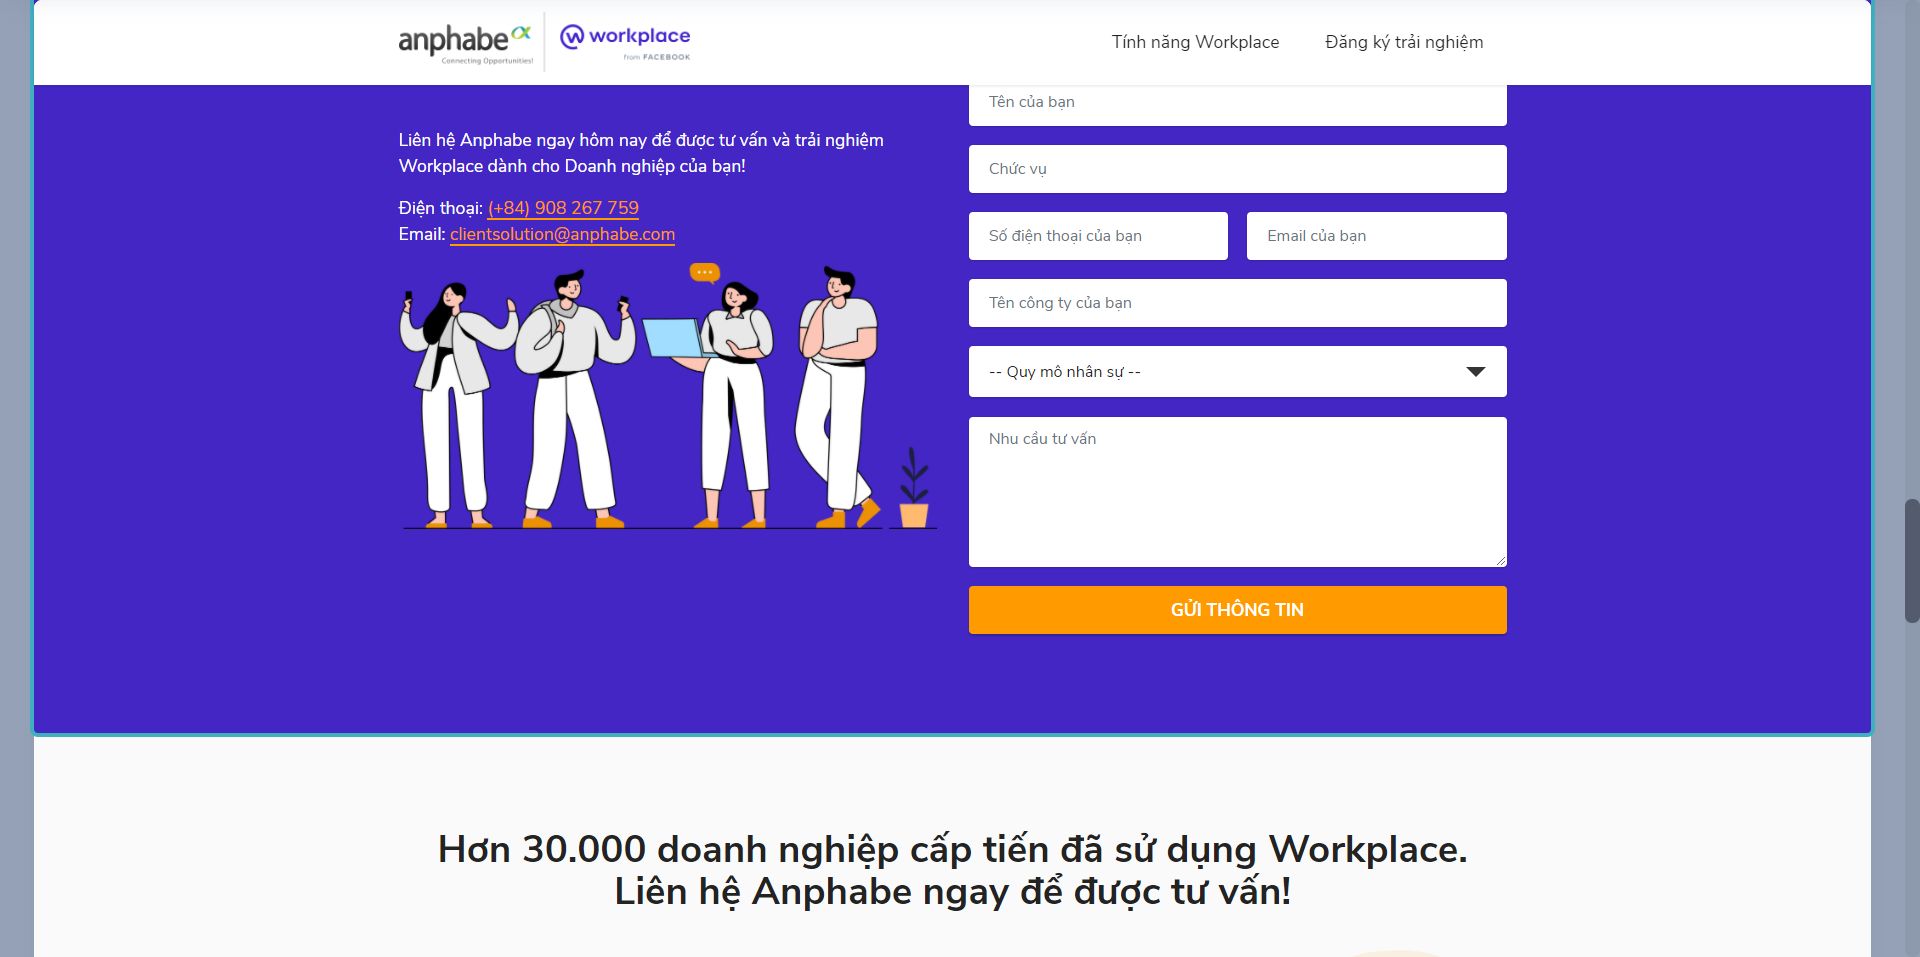 anphabe
Connecting Opportunities!
workplace
from FACEBOOK
Tính năng Workplace
Đăng ký trải nghiệm
Liên hệ Anphabe ngay hôm nay để được tư vấn và trải nghiệm
Workplace dành cho Doanh nghiệp của bạn!
Điện thoại: (+84) 908 267 759
Email: clientsolution@anphabe.com
Tên của bạn
Chức vụ
Số điện thoại của bạn
Email của bạn
Tên công ty của bạn
-- Quy mô nhân sự --
Nhu cầu tư vấn
GỬI THÔNG TIN
Hơn 30.000 doanh nghiệp cấp tiến đã sử dụng Workplace.
Liên hệ Anphabe ngay để được tư vấn!